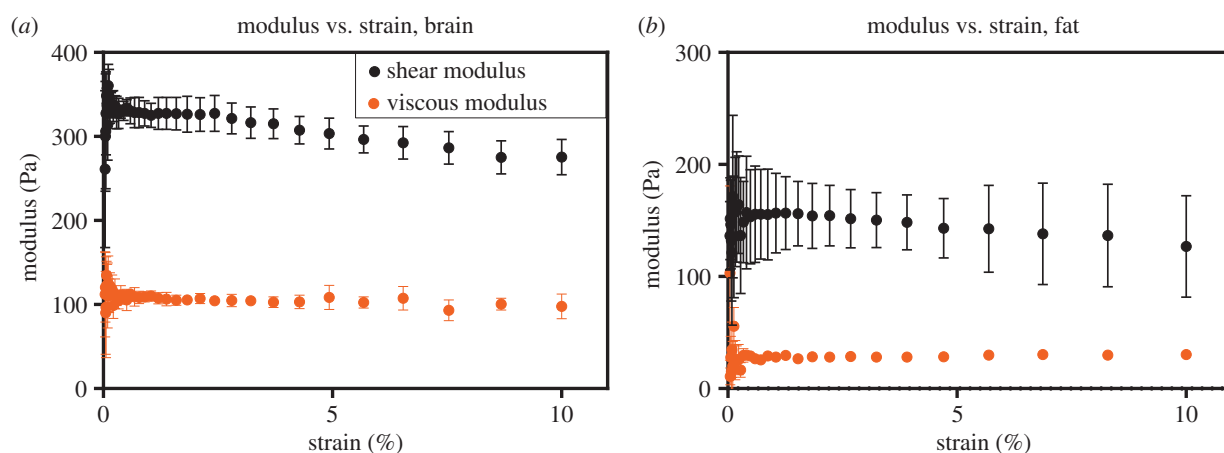 (a)
modulus vs. strain, brain
400
300
200
100
0
modulus (Pa)
shear modulus
viscous modulus
0
5
10
strain (%)
(b)
modulus vs. strain, fat
300
200
100
0
modulus (Pa)
0
5
10
strain (%)